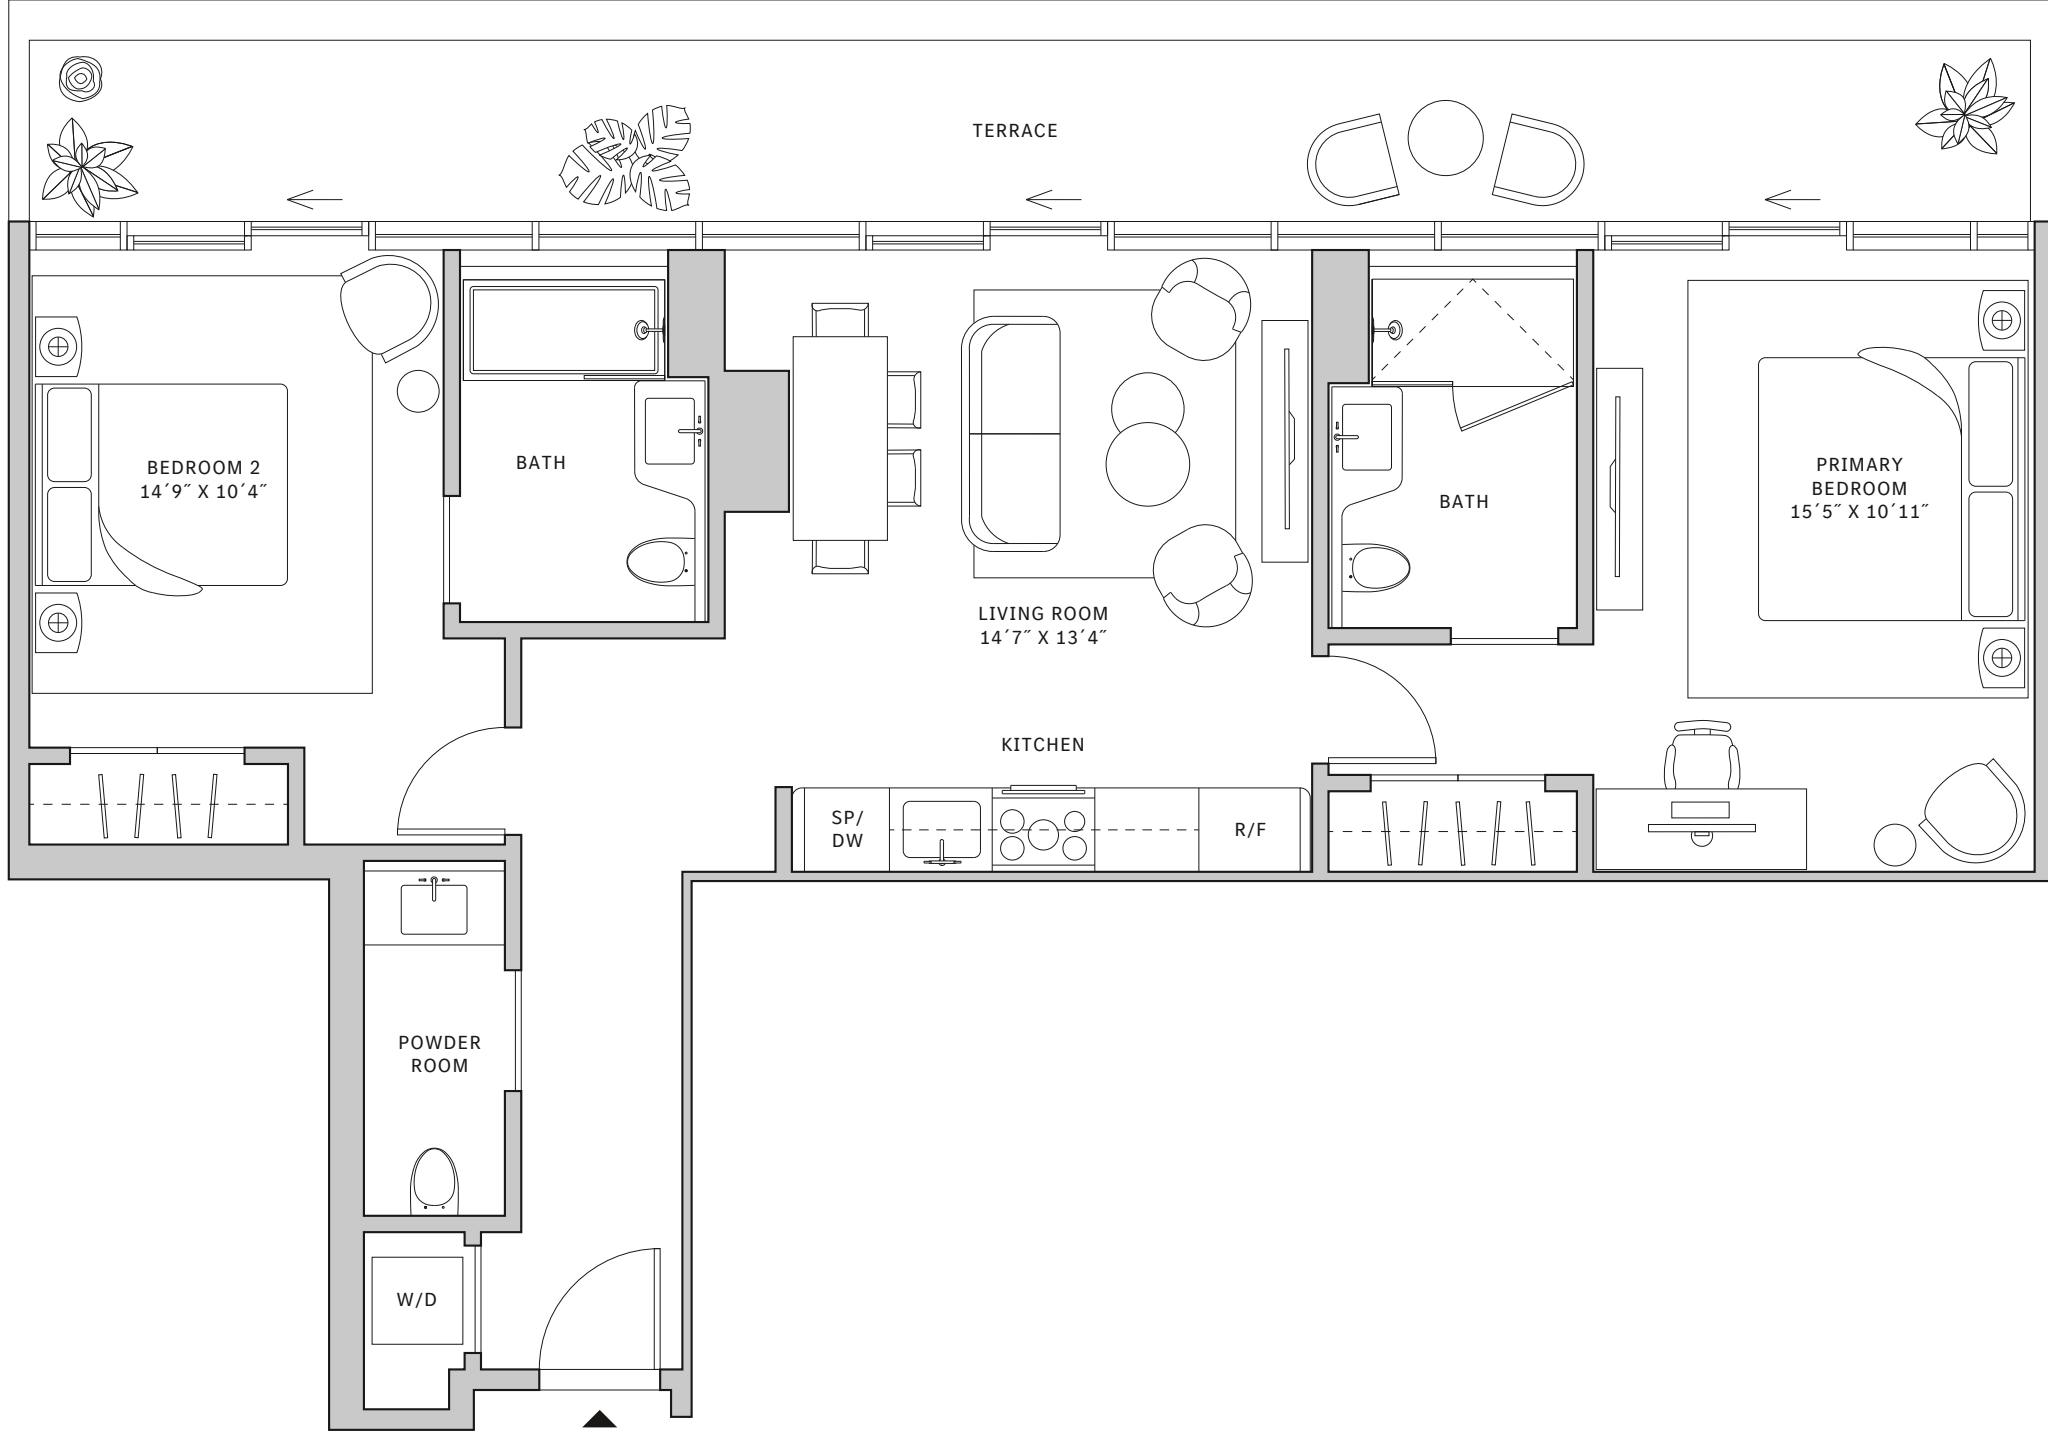 TERRACE
BEDROOM 2
14´9˝ X 10´4˝
BATH
LIVING ROOM
14´7˝ X 13´4˝
BATH
PRIMARY
BEDROOM
15´5˝ X 10´11˝
KITCHEN
SP/
DW
R/F
POWDER
ROOM
W/D